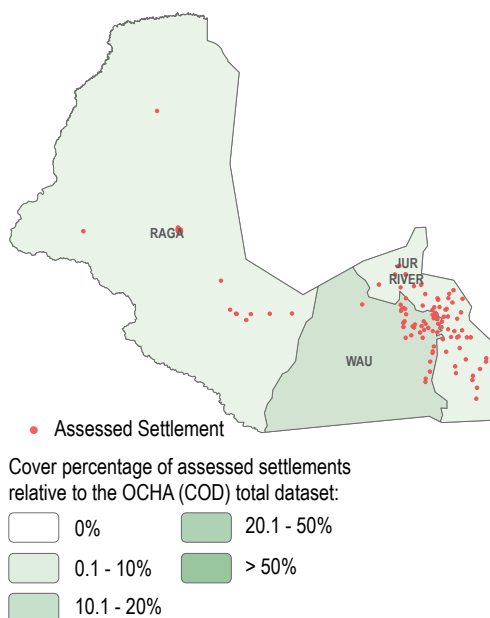 RAGA
JUR
RIVER
WAU
Assessed Settlement
Cover percentage of assessed settlements
relative to the OCHA (COD) total dataset:
0%
20.1 - 50%
0.1 - 10%
> 50%
10.1 - 20%